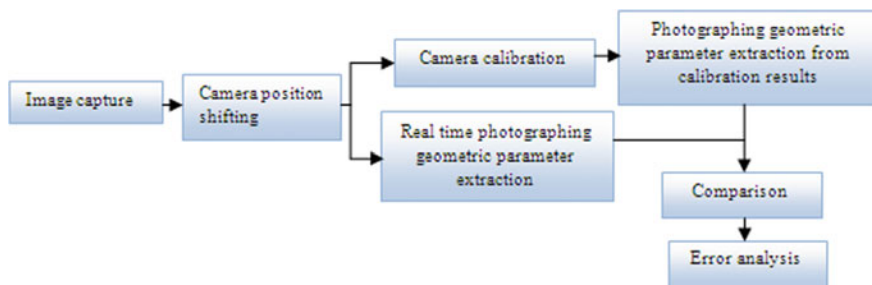 Image capture
Camera position
shifting
Camera calibration
Photographing geometric
parameter extraction from
calibration results
Real time photographing
geometric parameter
extraction
Comparison
Error analysis